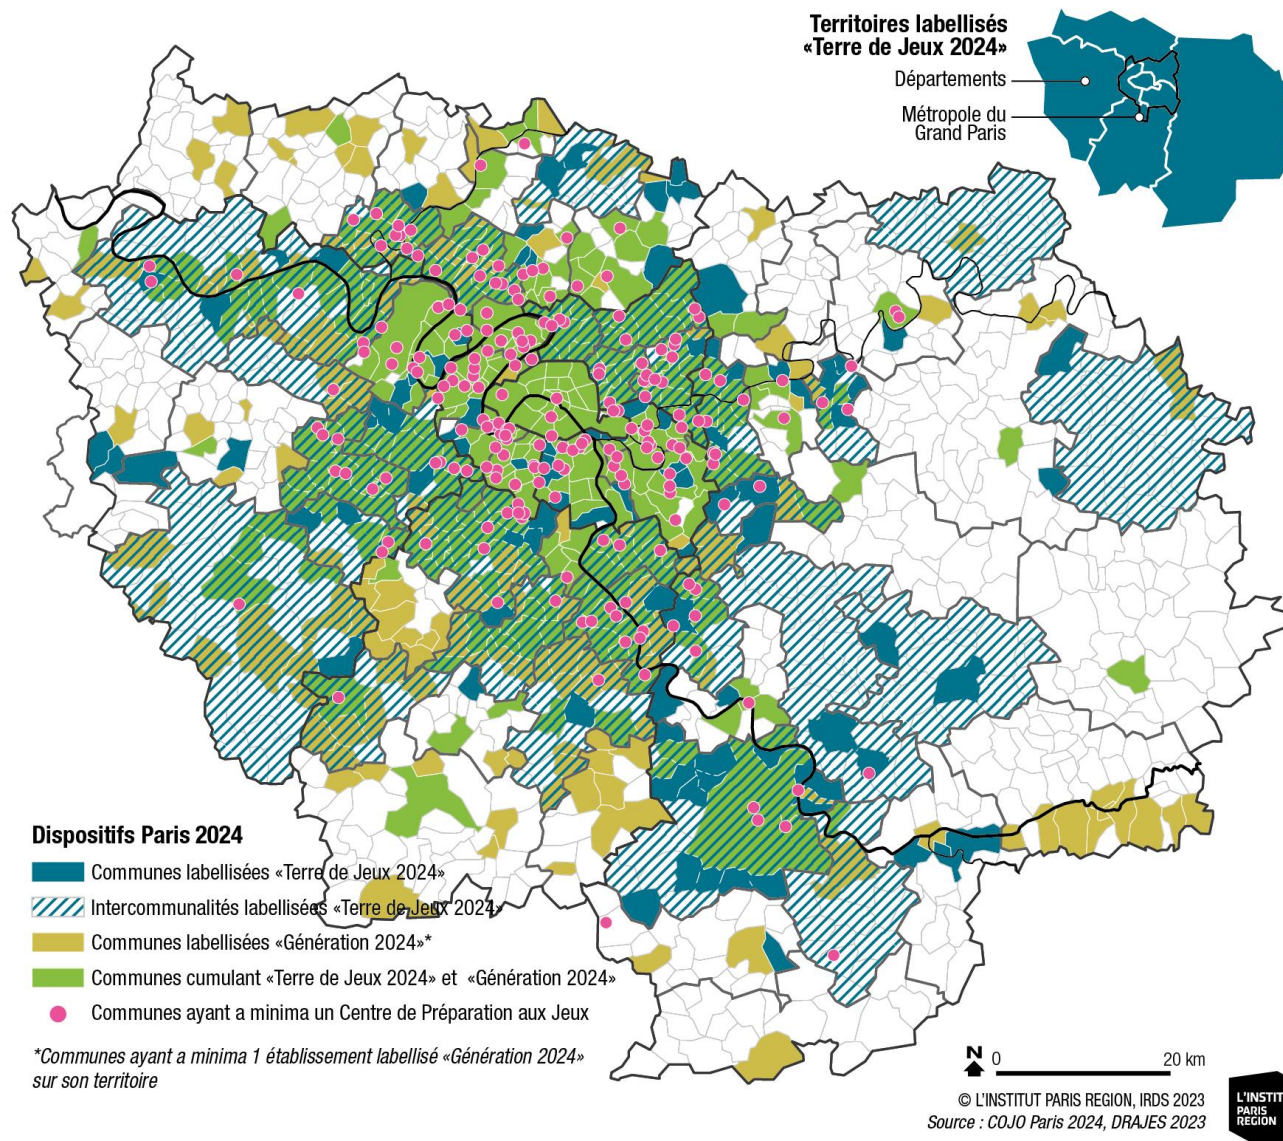 Territoires labellisés
«Terre de Jeux 2024»
Départements
Métropole du
Grand Paris
Dispositifs Paris 2024
Communes labellisées «Terre de Jeux 2024»
Intercommunalités labellisées «Terre de Jeux 2024»
Communes labellisées «Génération 2024»*
Communes cumulant «Terre de Jeux 2024» et «Génération 2024»
Communes ayant a minima un Centre de Préparation aux Jeux
*Communes ayant a minima 1 établissement labellisé «Génération 2024»
sur son territoire
N 0 20 km
© L'INSTITUT PARIS REGION, IRDS 2023
Source : COJO Paris 2024, DRAJES 2023
L'INSTIT
PARIS
REGION